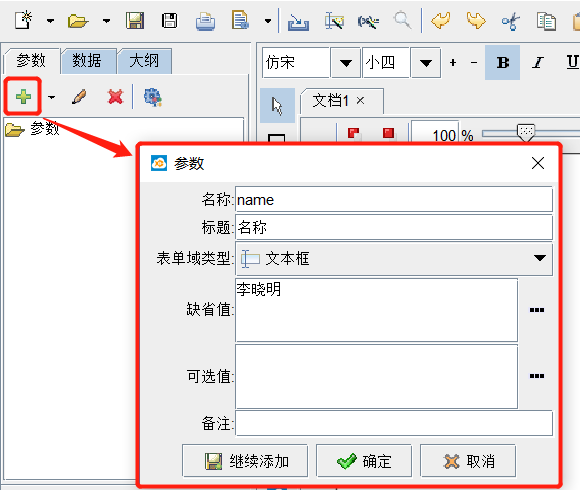 参数 数据 大纲
仿宋 小四 + - B I U
文档1 ×
参数
100 %
参数
名称: name
标题: 名称
表单域类型: 文本框
缺省值: 李晓明
可选值:
备注:
继续添加 确定 取消